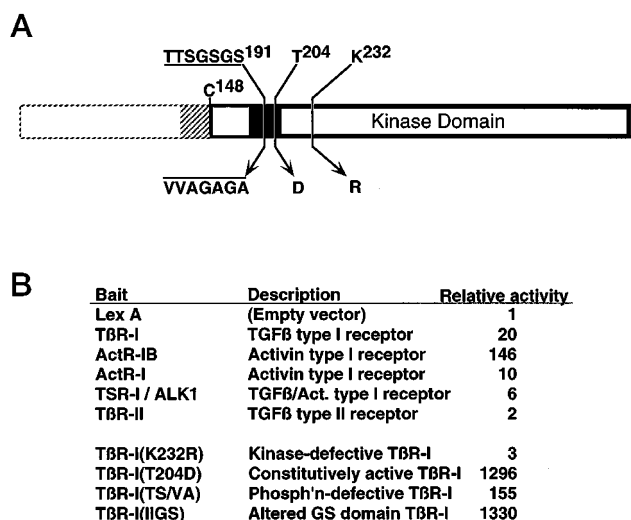 A
TTSGSGS191 T204 K232
C148
Kinase Domain
VVAGAGA D R
B
Bait Description Relative activity
Lex A (Empty vector) 1
TßR-I TGFß type I receptor 20
ActR-IB Activin type I receptor 146
ActR-I Activin type I receptor 10
TSR-I / ALK1 TGFß/Act. type I receptor 6
TßR-II TGFß type II receptor 2
TßR-I(K232R) Kinase-defective TßR-I 3
TßR-I(T204D) Constitutively active TßR-I 1296
TßR-I(TS/VA) Phosph'n-defective TßR-I 155
TßR-I(IIGS) Altered GS domain TßR-I 1330